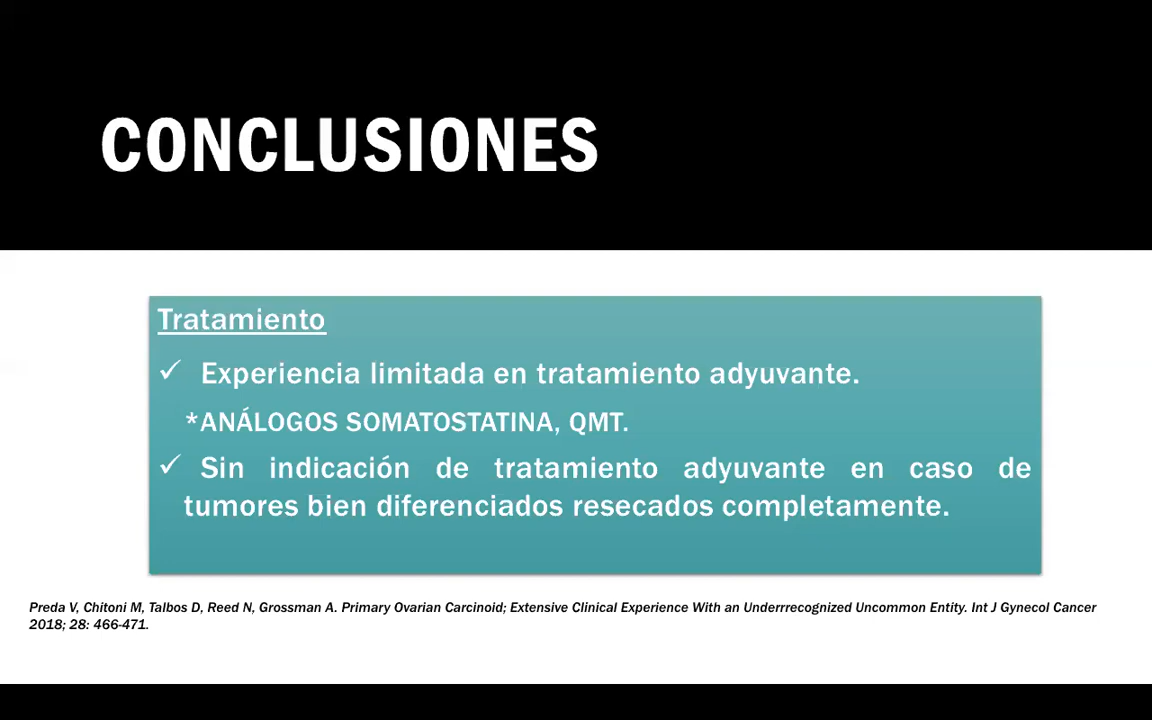 CONCLUSIONES
Tratamiento
✓ Experiencia limitada en tratamiento adyuvante.
*ANÁLOGOS SOMATOSTATINA, QMT.
✓ Sin indicación de tratamiento adyuvante en caso de
tumores bien diferenciados resecados completamente.
Preda V, Chitoni M, Talbos D, Reed N, Grossman A. Primary Ovarian Carcinoid; Extensive Clinical Experience With an Underrrecognized Uncommon Entity. Int J Gynecol Cancer
2018; 28: 466-471.